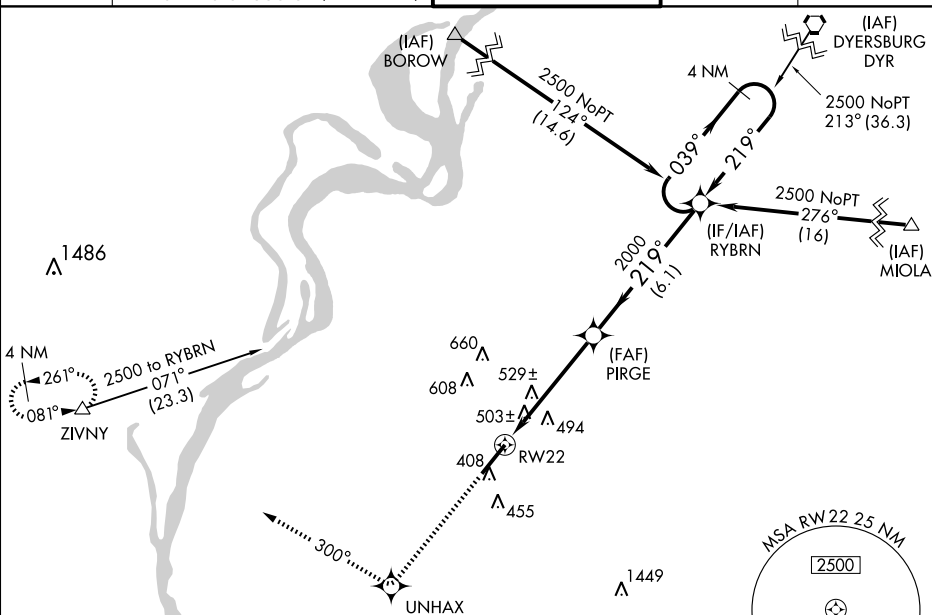 (IAF)
BOROW
2500 NoPT
124°
(14.6)
4 NM
039°
219°
(IAF)
DYERSBURG
DYR
2500 NoPT
213° (36.3)
2500 NoPT
276°
(16)
(IF/IAF)
RYBRN
(IAF)
MIOLA
2000
219°
(6.1)
1486
4 NM
261°
081°
ZIVNY
2500 to RYBRN
071°
(23.3)
(FAF)
PIRGE
660
608
529±
503±
494
RW22
408
455
300°
UNHAX
1449
MSA RW22 25 NM
2500